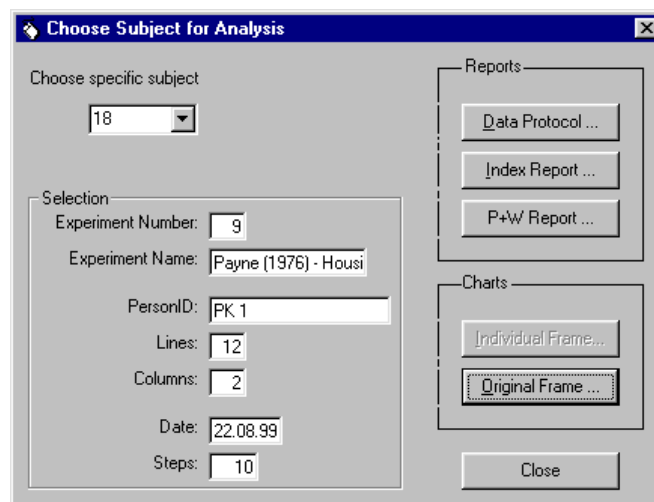 Choose Subject for Analysis
Choose specific subject
18
Selection
Experiment Number: 9
Experiment Name: Payne (1976) - Housi
PersonID: PK 1
Lines: 12
Columns: 2
Date: 22.08.99
Steps: 10
Reports
Data Protocol ...
Index Report ...
P+W Report ...
Charts
Individual Frame...
Original Frame ...
Close